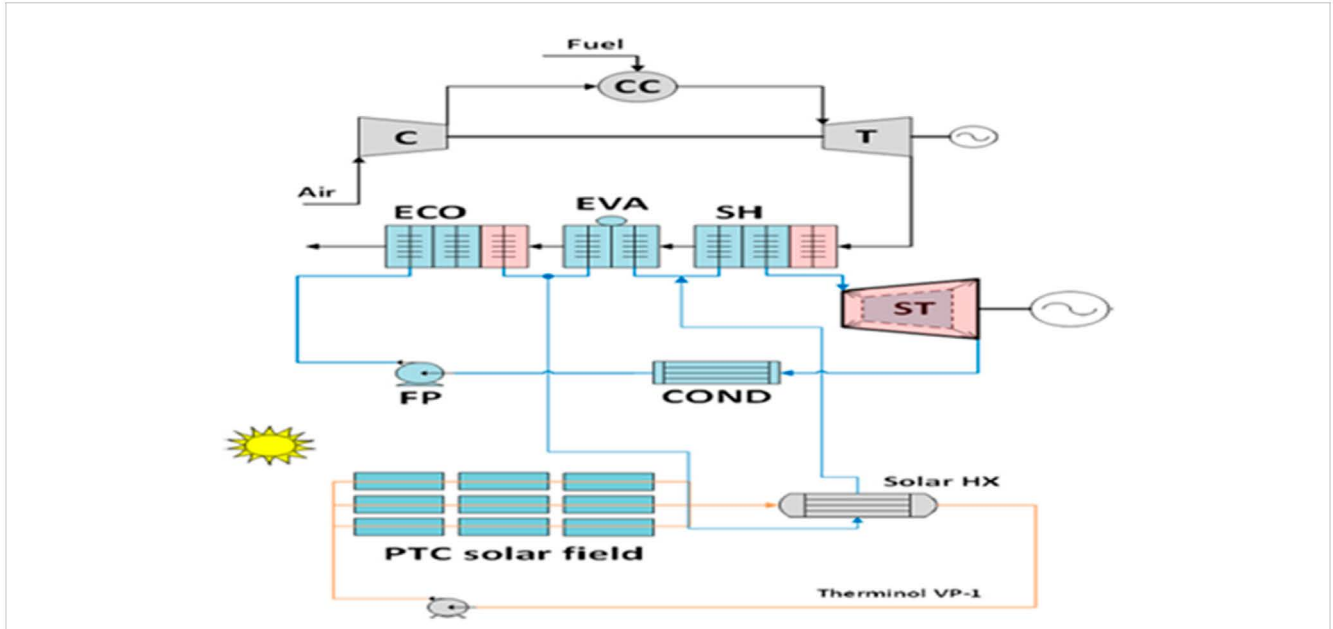 Fuel
CC
C
T
Air
ECO
EVA
SH
ST
FP
COND
Solar HX
PTC solar field
Therminol VP-1